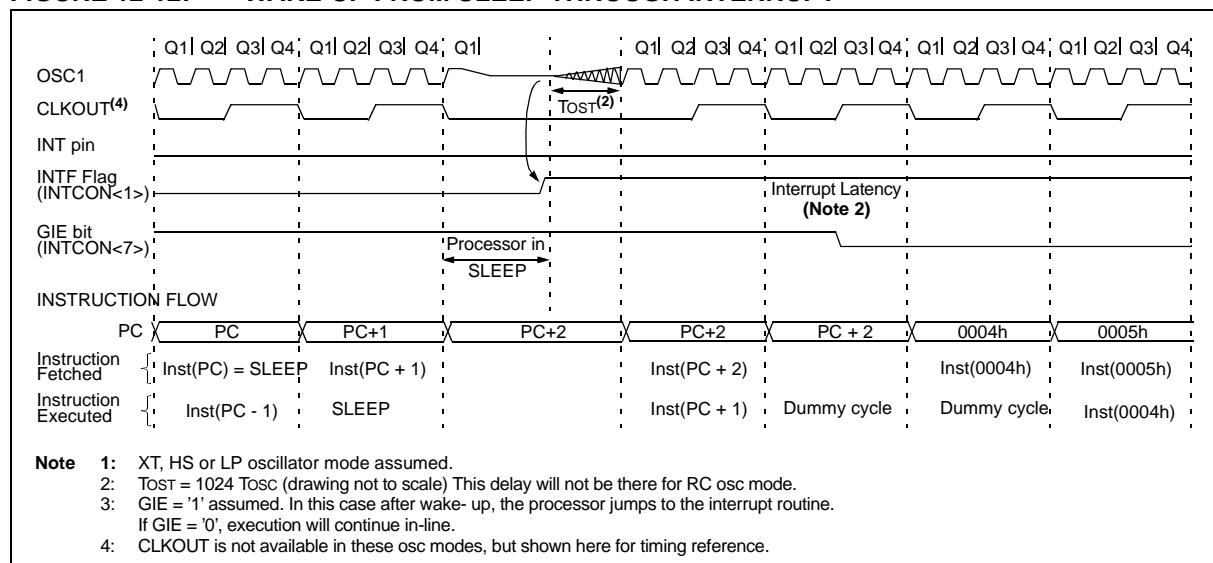 Q1 Q2 Q3 Q4 Q1 Q2 Q3 Q4 Q1 Q1 Q2 Q3 Q4 Q1 Q2 Q3 Q4 Q1 Q2 Q3 Q4 Q1 Q2 Q3 Q4
OSC1
CLKOUT(4)
TOST(2)
INT pin
INTF Flag
(INTCON<1>)
Interrupt Latency
(Note 2)
GIE bit
(INTCON<7>)
Processor in
SLEEP
INSTRUCTION FLOW
PC PC PC+1 PC+2 PC+2 PC + 2 0004h 0005h
Instruction
Fetched
Inst(PC) = SLEEP Inst(PC + 1) Inst(PC + 2) Inst(0004h) Inst(0005h)
Instruction
Executed
Inst(PC - 1) SLEEP Inst(PC + 1) Dummy cycle Dummy cycle Inst(0004h)
Note 1: XT, HS or LP oscillator mode assumed.
2: TOST = 1024 TOSC (drawing not to scale) This delay will not be there for RC osc mode.
3: GIE = '1' assumed. In this case after wake- up, the processor jumps to the interrupt routine.
If GIE = '0', execution will continue in-line.
4: CLKOUT is not available in these osc modes, but shown here for timing reference.